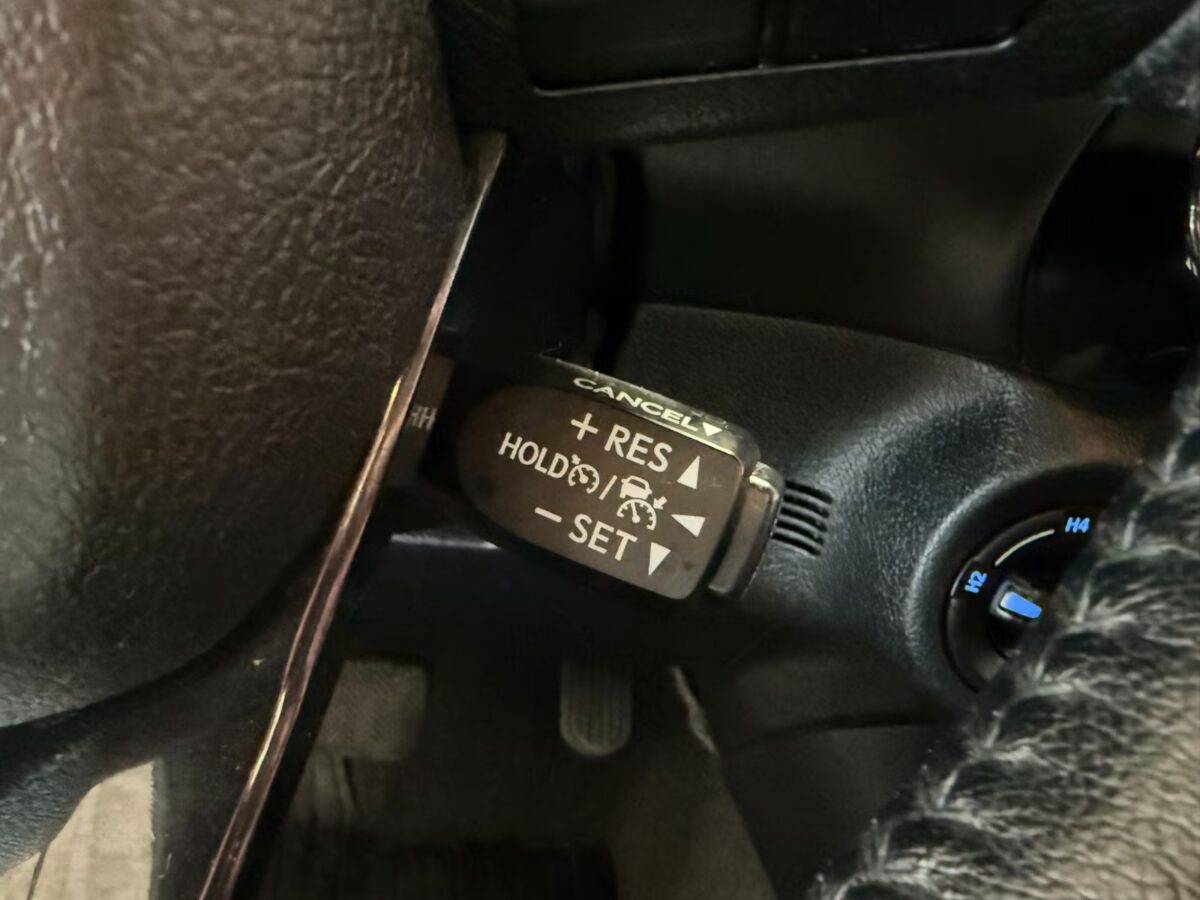 CANCEL▼
+ RES ▲
HOLD / ◀
− SET ▼
H4
H2